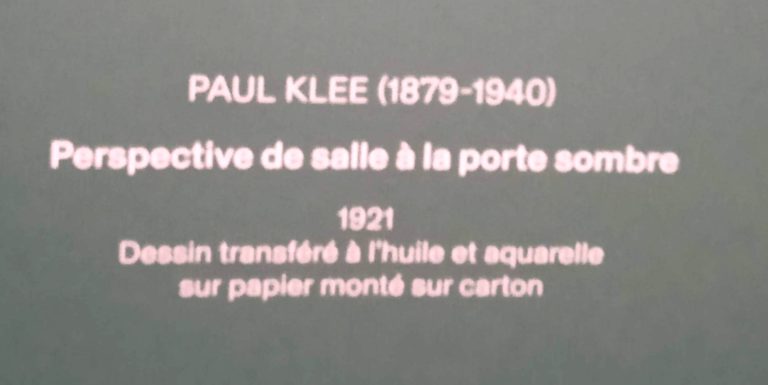 PAUL KLEE (1879-1940)
Perspective de salle à la porte sombre
1921
Dessin transféré à l'huile et aquarelle
sur papier monté sur carton